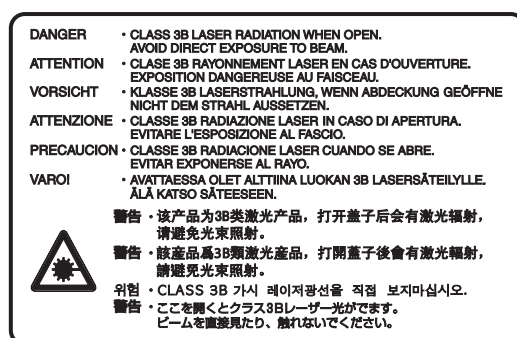 DANGER · CLASS 3B LASER RADIATION WHEN OPEN.
AVOID DIRECT EXPOSURE TO BEAM.
ATTENTION · CLASE 3B RAYONNEMENT LASER EN CAS D'OUVERTURE.
EXPOSITION DANGEREUSE AU FAISCEAU.
VORSICHT · KLASSE 3B LASERSTRAHLUNG, WENN ABDECKUNG GEÖFFNE
NICHT DEM STRAHL AUSSETZEN.
ATTENZIONE · CLASSE 3B RADIAZIONE LASER IN CASO DI APERTURA.
EVITARE L'ESPOSIZIONE AL FASCIO.
PRECAUCION · CLASSE 3B RADIACIONE LASER CUANDO SE ABRE.
EVITAR EXPONERSE AL RAYO.
VARO! · AVATTAESSA OLET ALTTIINA LUOKAN 3B LASERSÄTEILYLLE.
ÄLÄ KATSO SÄTEESEEN.
警告 · 该产品为3B类激光产品，打开盖子后会有激光辐射，
请避免光束照射。
警告 · 該産品爲3B類激光産品，打開蓋子後會有激光輻射，
請避免光束照射。
위험 · CLASS 3B 가시 레이저광선을 직접 보지마십시오.
警告 · ここを開くとクラス3Bレーザー光がでます。
ビームを直接見たり、触れないでください。